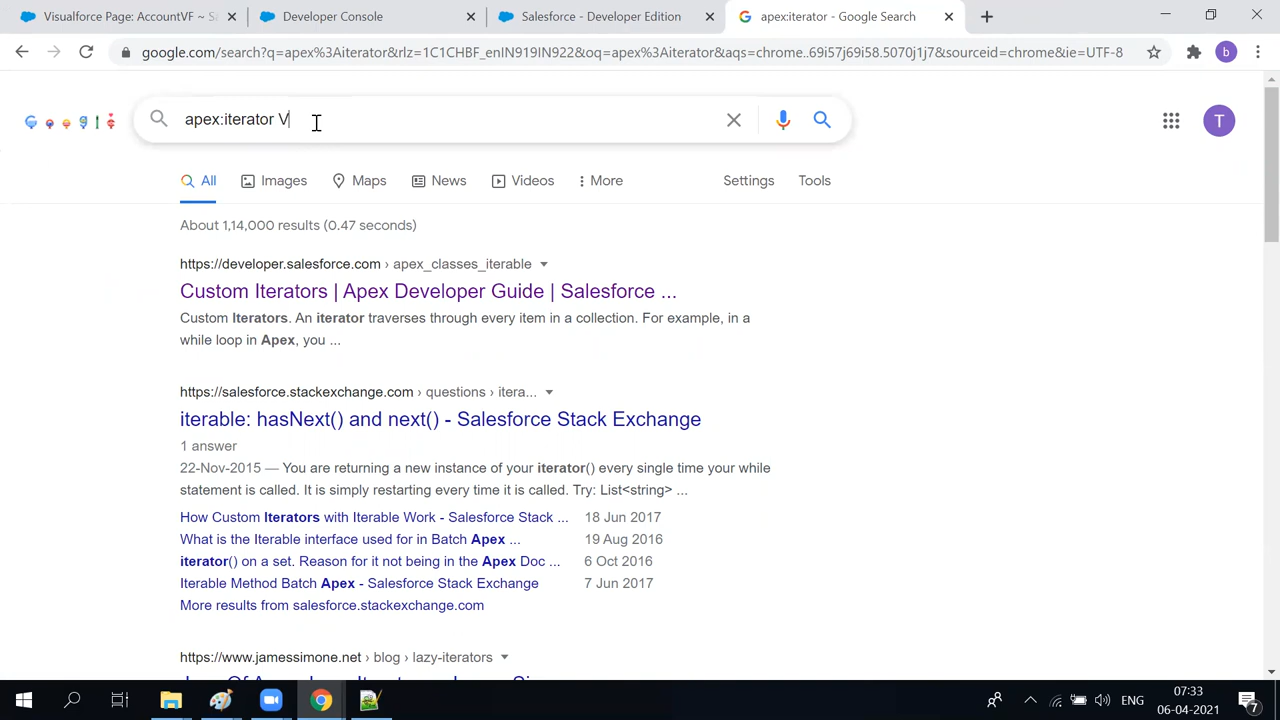 Visualforce Page: AccountVF ~ Sa
Developer Console
Salesforce - Developer Edition
apex:iterator - Google Search
google.com/search?q=apex%3Aiterator&rlz=1C1CHBF_enIN919IN922&oq=apex%3Aiterator&aqs=chrome..69i57j69i58.5070j1j7&sourceid=chrome&ie=UTF-8
b
Google
apex:iterator V
T
All
Images
Maps
News
Videos
More
Settings
Tools
About 1,14,000 results (0.47 seconds)
https://developer.salesforce.com › apex_classes_iterable
Custom Iterators | Apex Developer Guide | Salesforce ...
Custom Iterators. An iterator traverses through every item in a collection. For example, in a
while loop in Apex, you ...
https://salesforce.stackexchange.com › questions › itera...
iterable: hasNext() and next() - Salesforce Stack Exchange
1 answer
22-Nov-2015 — You are returning a new instance of your iterator() every single time your while
statement is called. It is simply restarting every time it is called. Try: List<string> ...
How Custom Iterators with Iterable Work - Salesforce Stack ... 18 Jun 2017
What is the Iterable interface used for in Batch Apex ... 19 Aug 2016
iterator() on a set. Reason for it not being in the Apex Doc ... 6 Oct 2016
Iterable Method Batch Apex - Salesforce Stack Exchange 7 Jun 2017
More results from salesforce.stackexchange.com
https://www.jamessimone.net › blog › lazy-iterators
ENG
07:33
06-04-2021
7